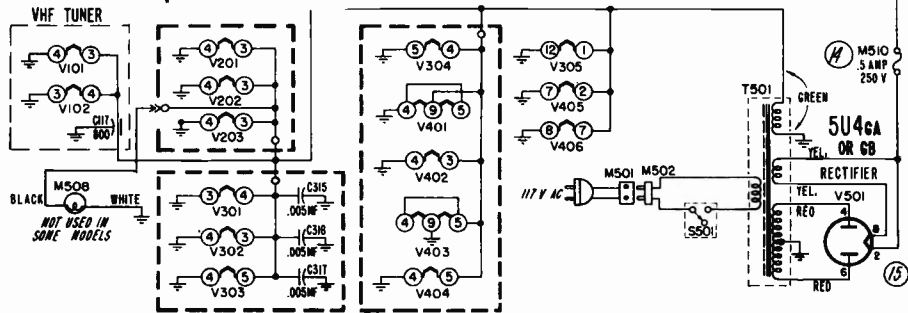 VHF TUNER
4 3
V101
3 4
V102
C117
800
BLACK
M508
WHITE
NOT USED IN
SOME MODELS
4 3
V201
4 3
V202
4 3
V203
3 4
V301
C315
.005MF
3 4
V302
C316
.005MF
4 5
V303
C317
.005MF
5 4
V304
4 9 5
V401
4 3
V402
4 9 5
V403
4 5
V404
12 1
V305
7 2
V405
8 7
V406
117 V AC
M501
M502
S501
T501
GREEN
14
M510
.5 AMP
250 V
5U4GA
OR GB
RECTIFIER
YEL.
YEL.
RED
V501
4
8
2
6
RED
15